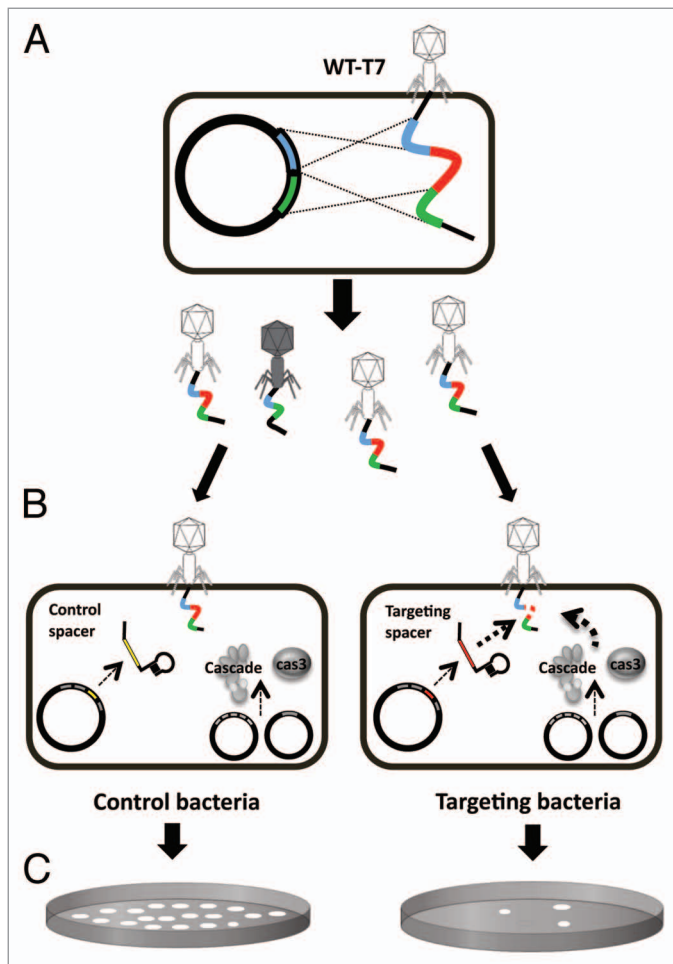 A
WT-T7
B
Control
spacer
Cascade
cas3
Targeting
spacer
Cascade
cas3
Control bacteria
Targeting bacteria
C